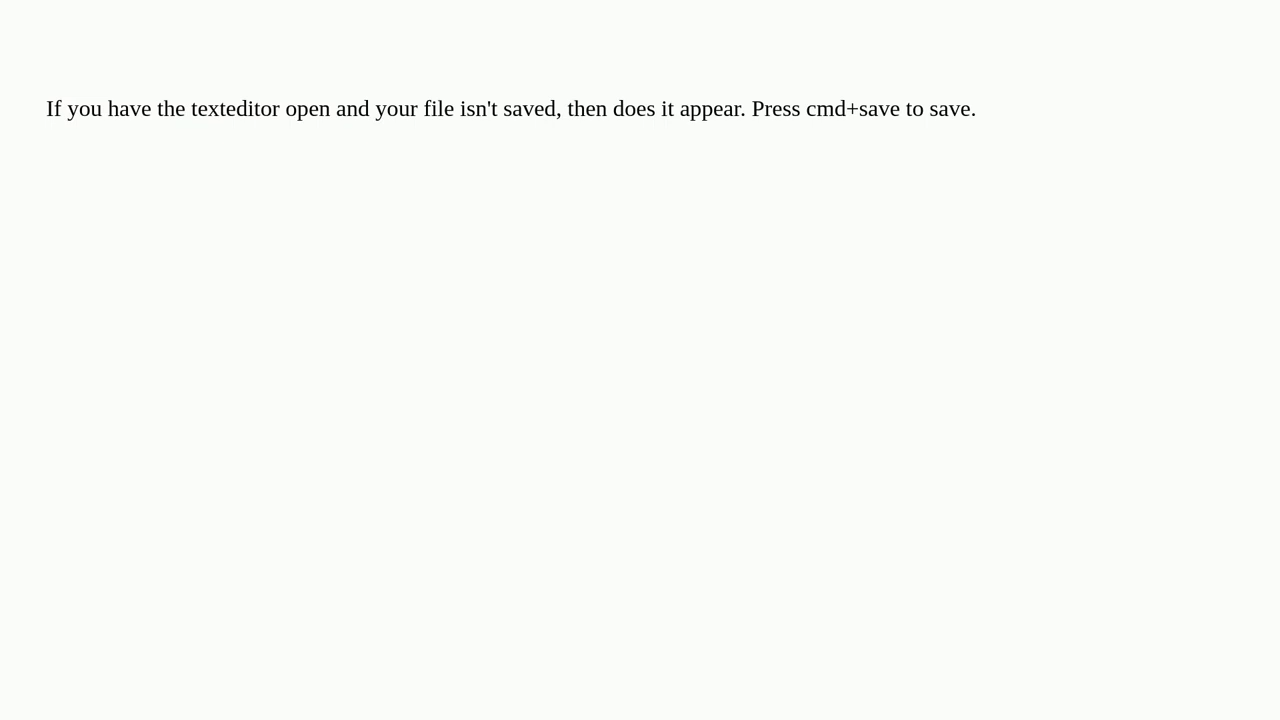 If you have the texteditor open and your file isn't saved, then does it appear. Press cmd+save to save.